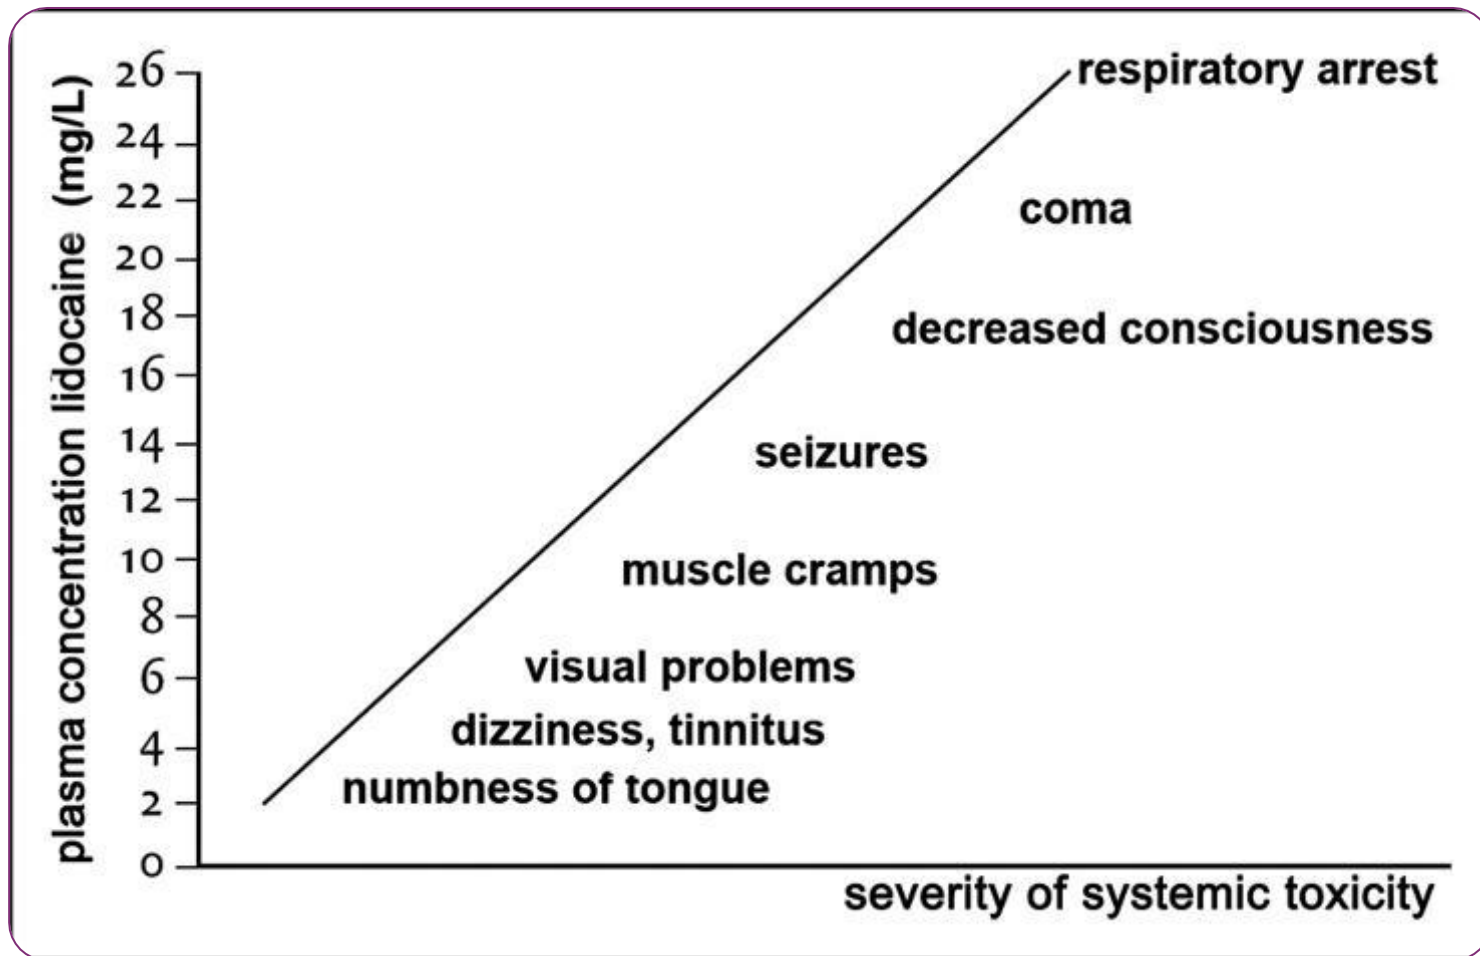 plasma concentration lidocaine (mg/L)
26
24
22
20
18
16
14
12
10
8
6
4
2
0
respiratory arrest
coma
decreased consciousness
seizures
muscle cramps
visual problems
dizziness, tinnitus
numbness of tongue
severity of systemic toxicity